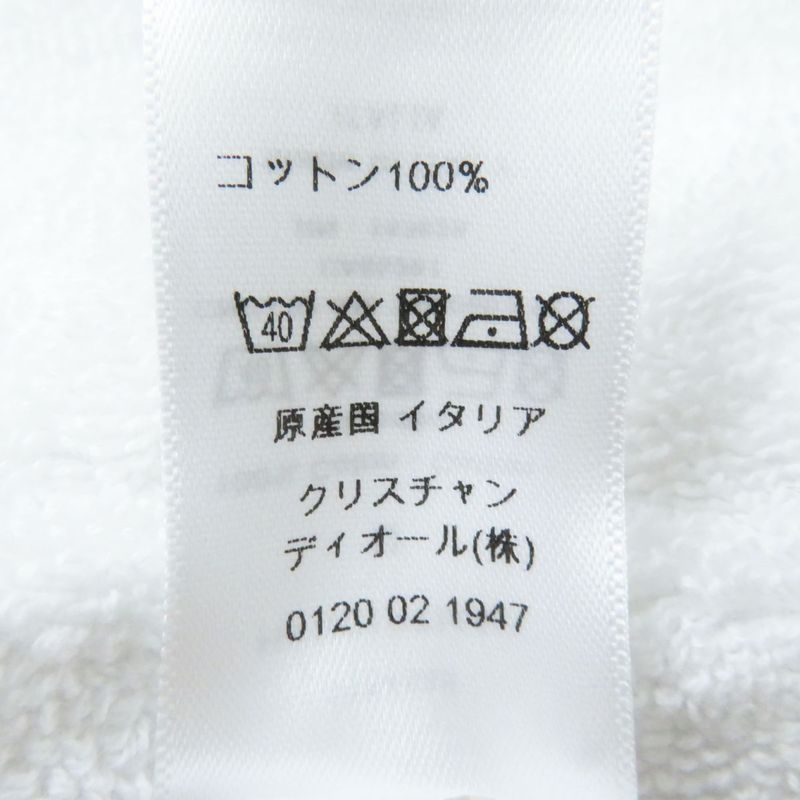 コットン100%
40
原産国 イタリア
クリスチャン
ディオール(株)
0120 02 1947